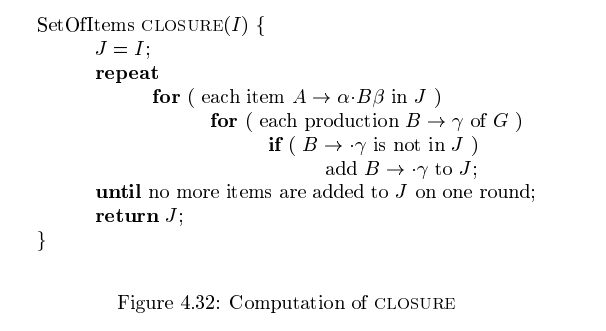 SetOfItems CLOSURE(I) {
J = I;
repeat
for ( each item A → α·Bβ in J )
for ( each production B → γ of G )
if ( B → ·γ is not in J )
add B → ·γ to J;
until no more items are added to J on one round;
return J;
}
Figure 4.32: Computation of CLOSURE